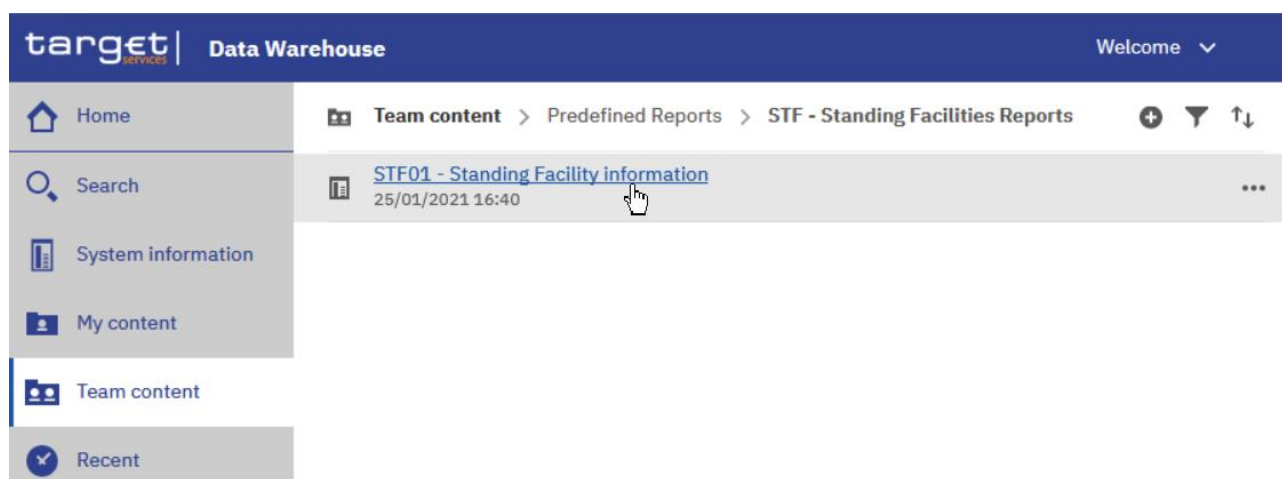 target services | Data Warehouse Welcome
Home
Team content > Predefined Reports > STF - Standing Facilities Reports
Search
STF01 - Standing Facility information
25/01/2021 16:40
System information
My content
Team content
Recent